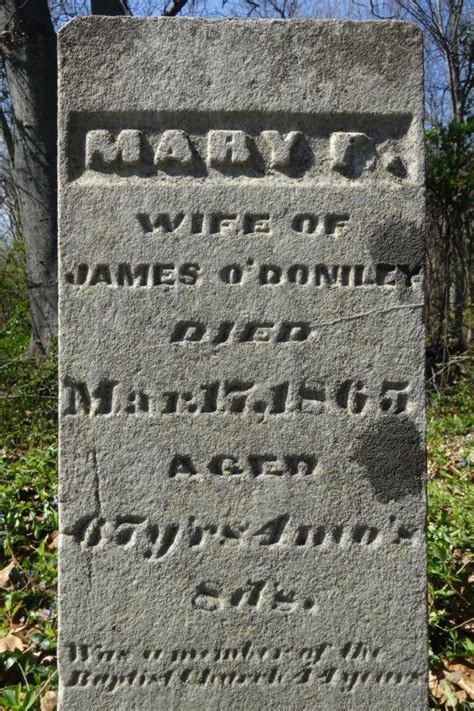 MARY P.
WIFE OF
JAMES O'DONILEY
DIED
Mar. 17, 1865
AGED
67 y'rs 4 mo's
8 d's.
Was a member of the
Baptist Church 44 years